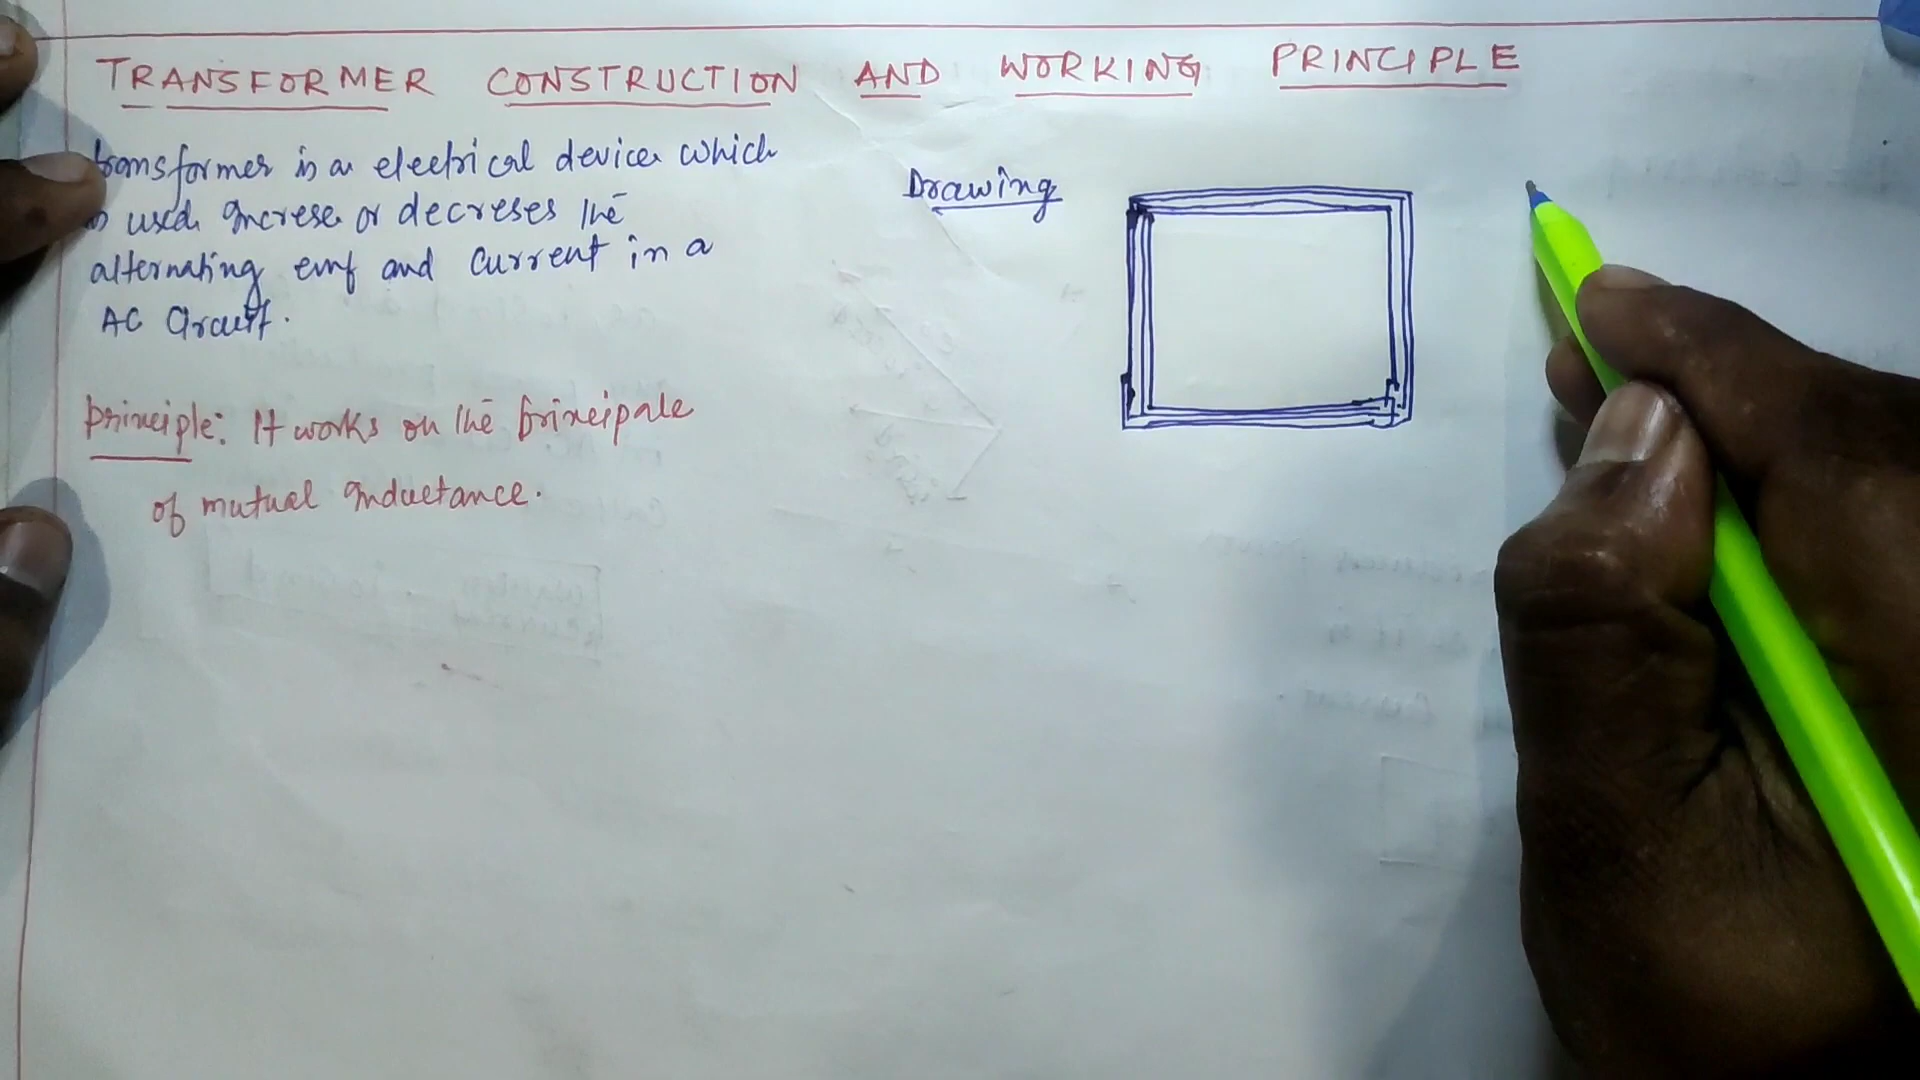 TRANSFORMER CONSTRUCTION AND WORKING PRINCIPLE
transformer is a electrical device which
is used increse or decreses the
alternating emf and current in a
AC Circuit.
Drawing
principle: It works on the principale
of mutual inductance.